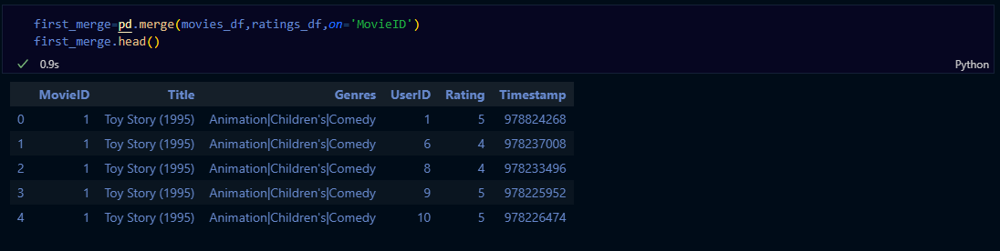 first_merge=pd.merge(movies_df,ratings_df,on='MovieID')
first_merge.head()
0.9s Python
MovieID Title Genres UserID Rating Timestamp
0 1 Toy Story (1995) Animation|Children's|Comedy 1 5 978824268
1 1 Toy Story (1995) Animation|Children's|Comedy 6 4 978237008
2 1 Toy Story (1995) Animation|Children's|Comedy 8 4 978233496
3 1 Toy Story (1995) Animation|Children's|Comedy 9 5 978225952
4 1 Toy Story (1995) Animation|Children's|Comedy 10 5 978226474